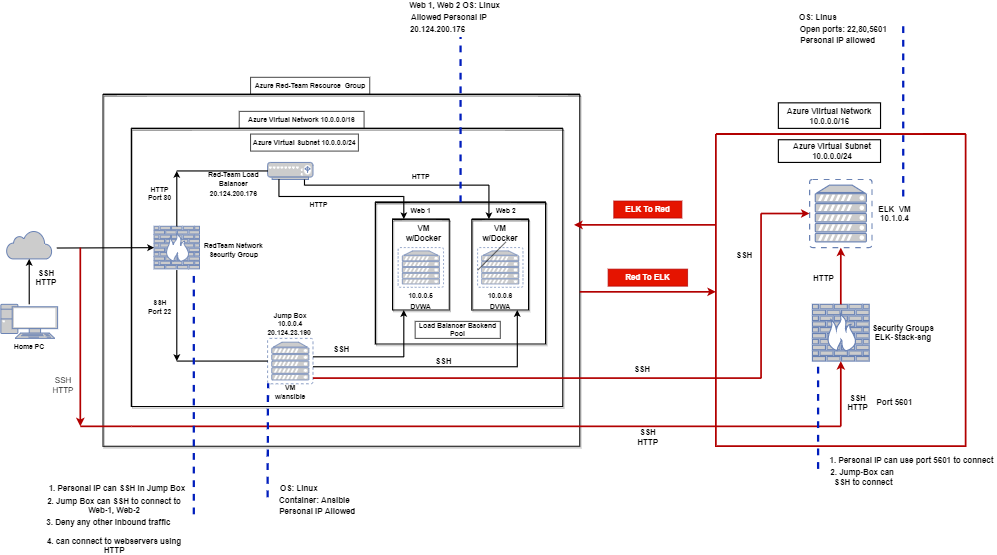 Web 1, Web 2 OS: Linux
Allowed Personal IP
20.124.200.176
OS: Linus
Open ports: 22,80,5601
Personal IP allowed
Azure Red-Team Resource Group
Azure Virtual Network 10.0.0.0/16
Azure Virtual Subnet 10.0.0.0/24
Azure Viirtual Network
10.0.0.0/16
Azure Virtual Subnet
10.0.0.0/24
Red-Team Load
Balancer
20.124.200.176
HTTP
HTTP
HTTP
Port 80
Web 1
Web 2
VM
w/Docker
VM
w/Docker
10.0.0.5
DVWA
10.0.0.6
DVWA
Load Balancer Backend
Pool
ELK To Red
Red To ELK
ELK VM
10.1.0.4
SSH
HTTP
RedTeam Network
Security Group
SSH
HTTP
Home PC
SSH
Port 22
Jump Box
10.0.0.4
20.124.23.190
VM
w/ansible
SSH
SSH
SSH
Security Groups
ELK-Stack-sng
SSH
HTTP
SSH
HTTP
Port 5601
SSH
HTTP
1. Personal IP can SSH in Jump Box
2. Jump Box can SSH to connect to
Web-1, Web-2
3. Deny any other inbound traffic
4. can connect to webservers using
HTTP
OS: Linux
Container: Ansible
Personal IP Allowed
1. Personal IP can use port 5601 to connect
2. Jump-Box can
SSH to connect